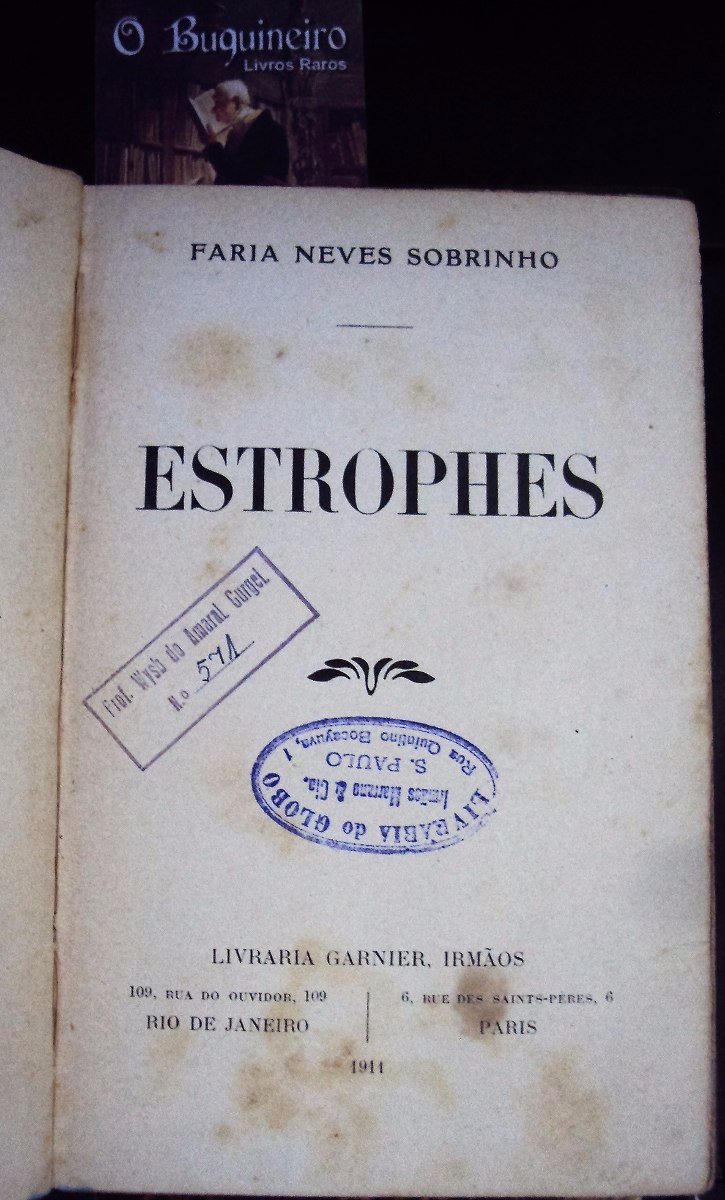 O Buquineiro
Livros Raros
FARIA NEVES SOBRINHO
ESTROPHES
Prof. Wysb do Amaral Gurgel
N.o 571
LIVRARIA do GLOBO
Irmãos Marrano & Cia.
S. PAULO
Rua Quintino Bocayuva, 1
LIVRARIA GARNIER, IRMÃOS
109, RUA DO OUVIDOR, 109
RIO DE JANEIRO
6, RUE DES SAINTS-PÈRES, 6
PARIS
1911